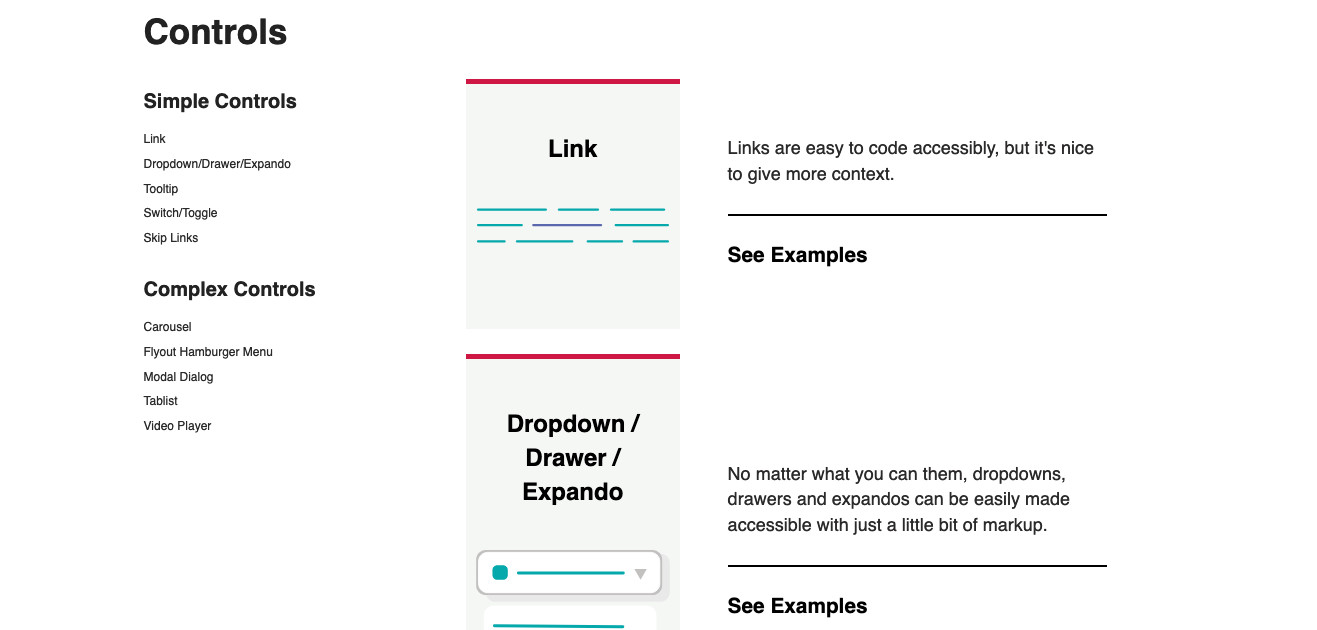 Controls
Simple Controls
Link
Dropdown/Drawer/Expando
Tooltip
Switch/Toggle
Skip Links
Complex Controls
Carousel
Flyout Hamburger Menu
Modal Dialog
Tablist
Video Player
Link
Links are easy to code accessibly, but it's nice
to give more context.
See Examples
Dropdown /
Drawer /
Expando
No matter what you can them, dropdowns,
drawers and expandos can be easily made
accessible with just a little bit of markup.
See Examples